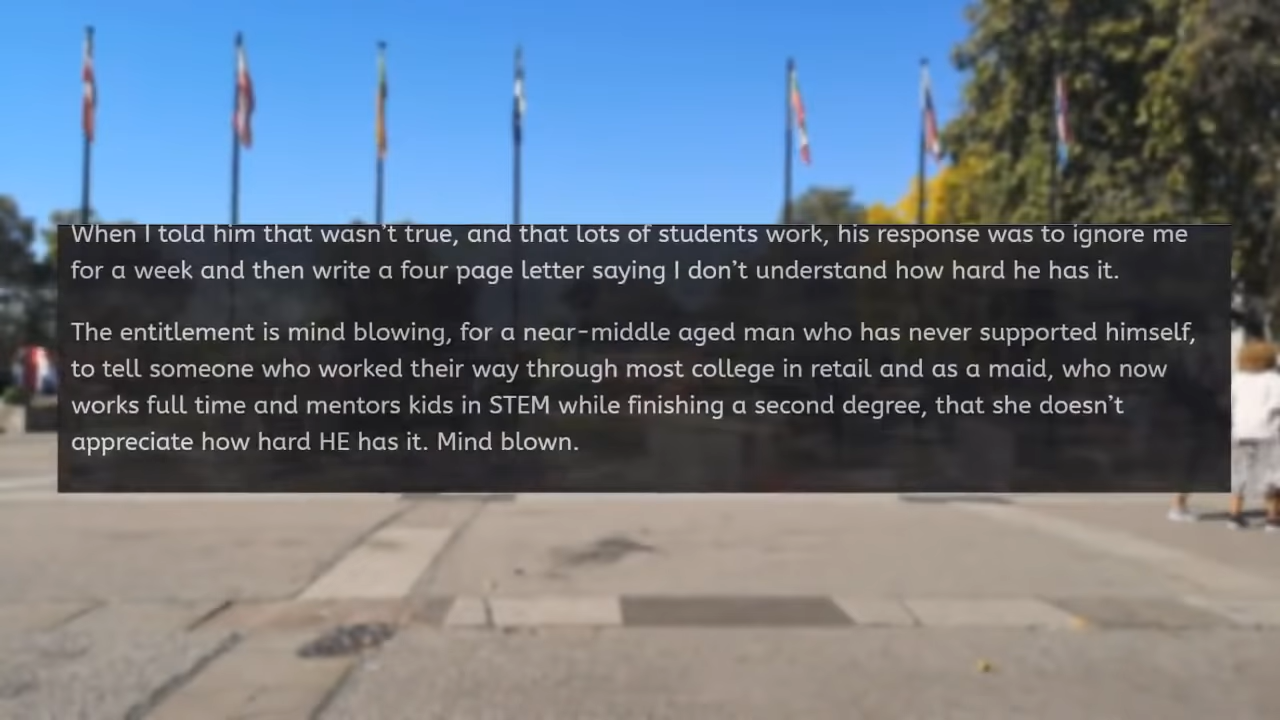 When I told him that wasn't true, and that lots of students work, his response was to ignore me
for a week and then write a four page letter saying I don't understand how hard he has it.
The entitlement is mind blowing, for a near-middle aged man who has never supported himself,
to tell someone who worked their way through most college in retail and as a maid, who now
works full time and mentors kids in STEM while finishing a second degree, that she doesn't
appreciate how hard HE has it. Mind blown.